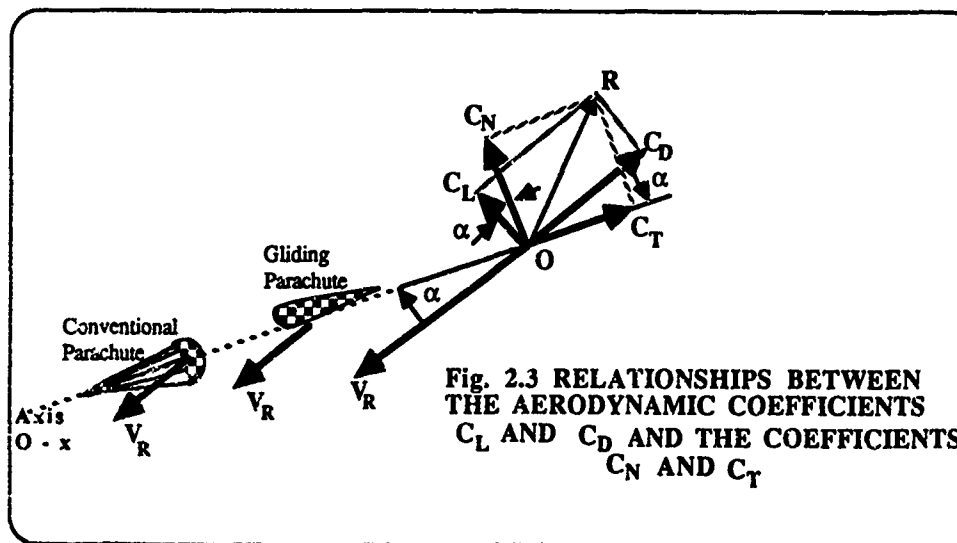 R
C_N
C_D
C_L
α
α
C_T
O
Gliding
Parachute
α
Conventional
Parachute
V_R
V_R
V_R
Axis
O - x
Fig. 2.3 RELATIONSHIPS BETWEEN
THE AERODYNAMIC COEFFICIENTS
C_L AND C_D AND THE COEFFICIENTS
C_N AND C_T